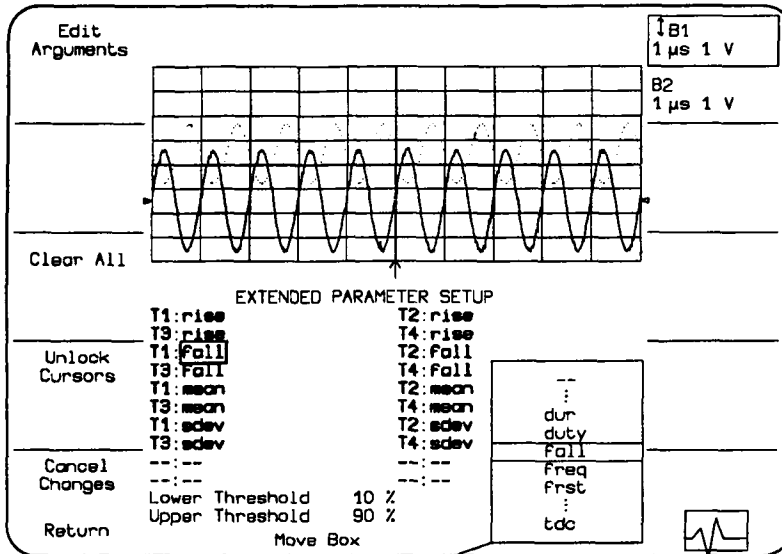 Edit
Arguments
B1
1 µs 1 V
B2
1 µs 1 V
Clear All
EXTENDED PARAMETER SETUP
T1:rise T2:rise
T3:rise T4:rise
T1:fall T2:fall
T3:fall T4:fall
Unlock
Cursors
T1:mean T2:mean
T3:mean T4:mean
T1:sdev T2:sdev
T3:sdev T4:sdev
--:-- --:--
--:-- --:--
Cancel
Changes
Lower Threshold 10 %
Upper Threshold 90 %
Return
Move Box
--
:
dur
duty
fall
freq
frst
:
tdc